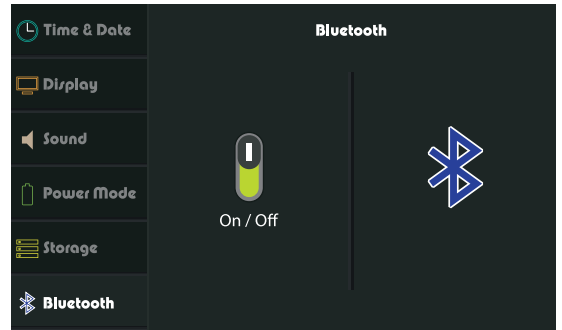 Time & Date
Bluetooth
Display
Sound
Power Mode
On / Off
Storage
Bluetooth